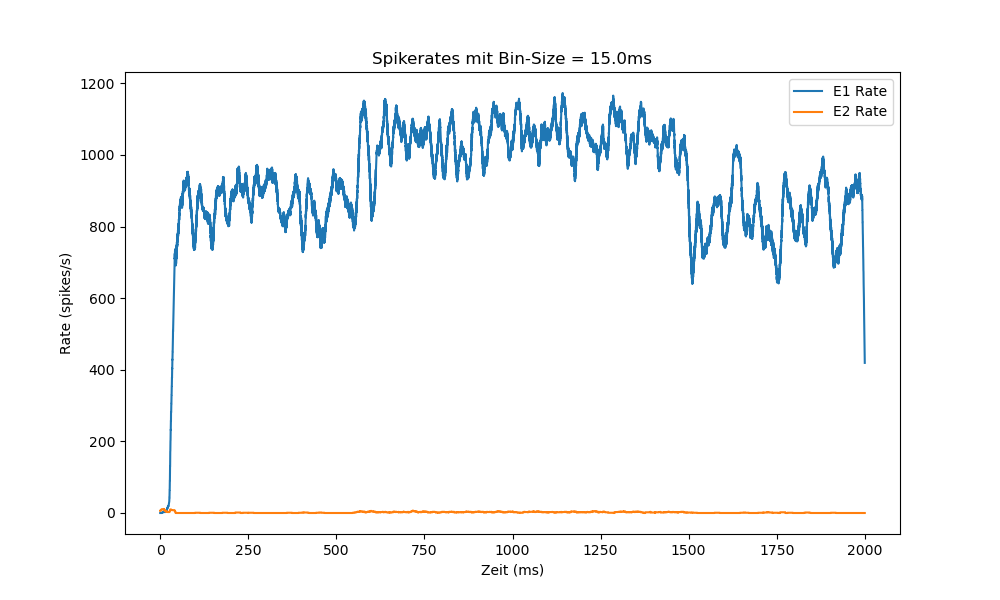 Spikerates mit Bin-Size = 15.0ms
E1 Rate
E2 Rate
Rate (spikes/s)
1200
1000
800
600
400
200
0
0 250 500 750 1000 1250 1500 1750 2000
Zeit (ms)